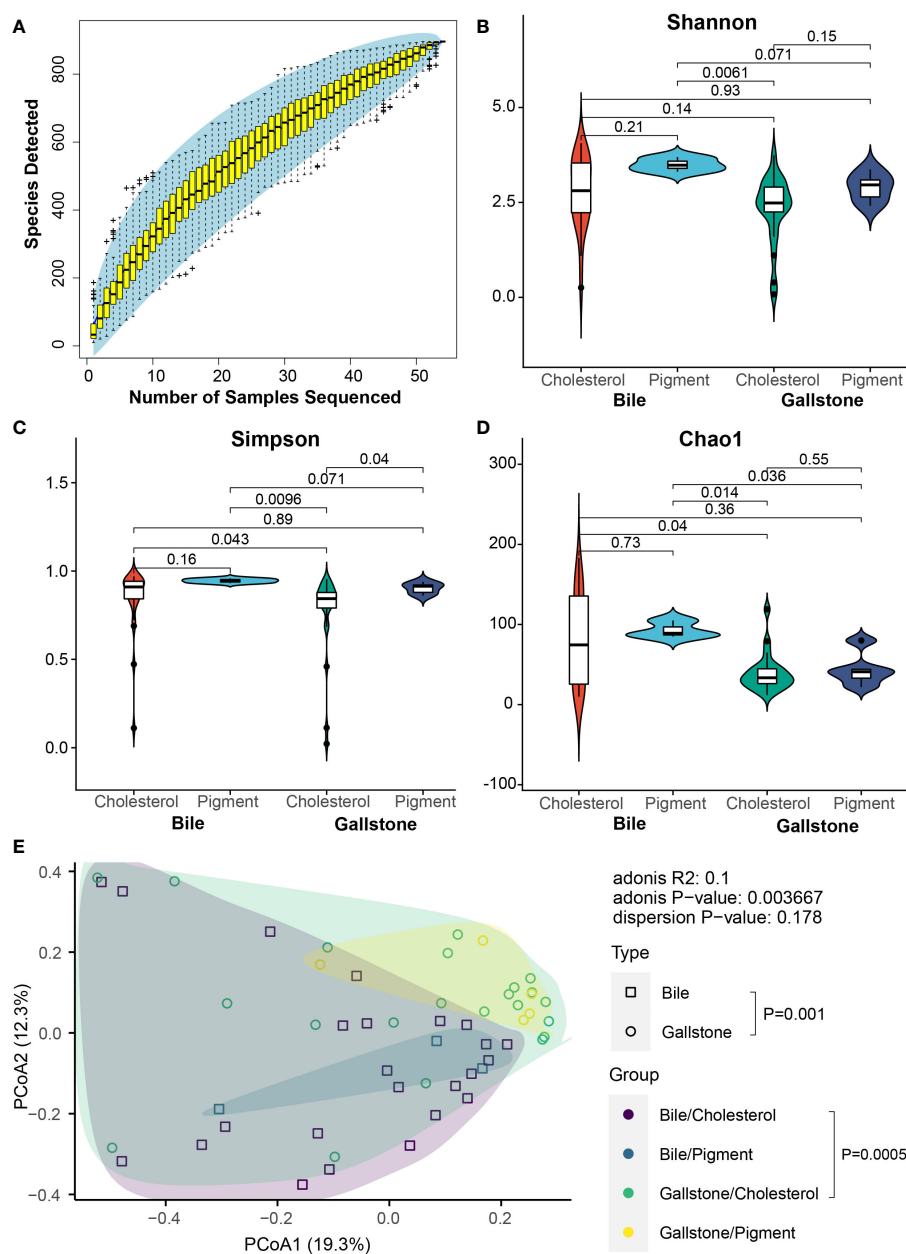 A
Species Detected
800
600
400
200
0
0 10 20 30 40 50
Number of Samples Sequenced
B
Shannon
0.15
0.071
0.0061
0.93
0.14
0.21
5.0
2.5
0.0
Cholesterol Pigment Cholesterol Pigment
Bile Gallstone
C
Simpson
0.04
0.071
0.0096
0.89
0.043
0.16
1.5
1.0
0.5
0.0
Cholesterol Pigment Cholesterol Pigment
Bile Gallstone
D
Chao1
0.55
0.036
0.014
0.36
0.04
0.73
300
200
100
0
-100
Cholesterol Pigment Cholesterol Pigment
Bile Gallstone
E
PCoA2 (12.3%)
0.4
0.2
0.0
−0.2
−0.4
−0.4 −0.2 0.0 0.2
PCoA1 (19.3%)
adonis R2: 0.1
adonis P−value: 0.003667
dispersion P−value: 0.178
Type
Bile
Gallstone
P=0.001
Group
Bile/Cholesterol
Bile/Pigment
Gallstone/Cholesterol
Gallstone/Pigment
P=0.0005